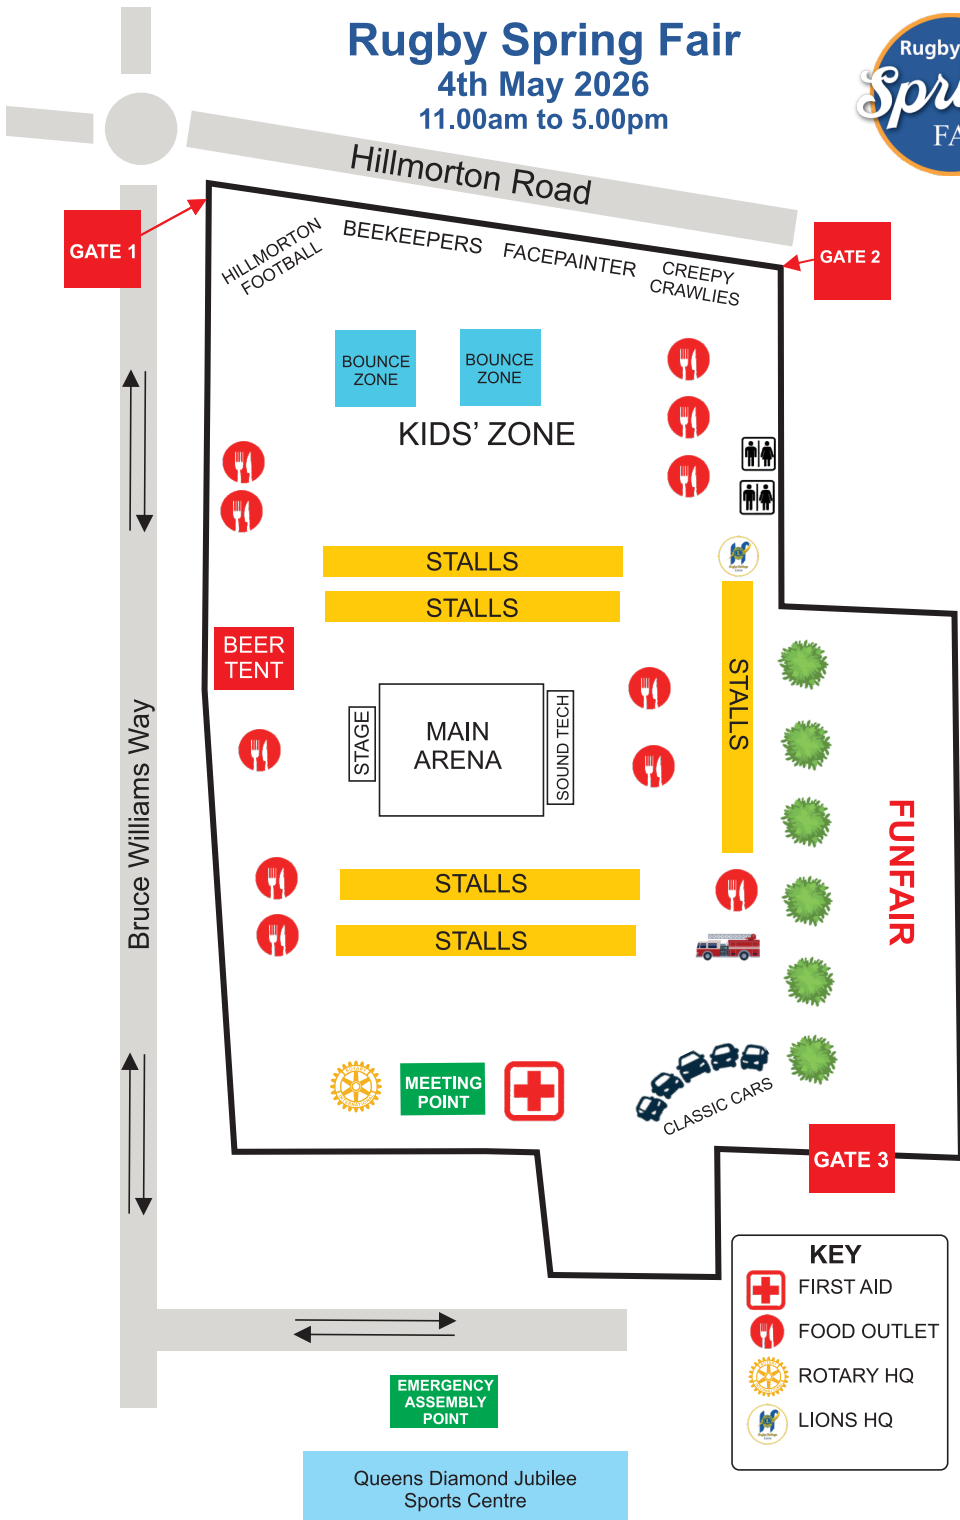 Rugby Spring Fair
4th May 2026
11.00am to 5.00pm
Rugby
FA
Hillmorton Road
GATE 1
GATE 2
HILLMORTON
FOOTBALL
BEEKEEPERS
FACEPAINTER
CREEPY
CRAWLIES
BOUNCE
ZONE
BOUNCE
ZONE
KIDS' ZONE
STALLS
STALLS
BEER
TENT
STAGE
MAIN
ARENA
SOUND TECH
STALLS
Bruce Williams Way
FUNFAIR
STALLS
STALLS
MEETING
POINT
CLASSIC CARS
GATE 3
KEY
FIRST AID
FOOD OUTLET
ROTARY HQ
LIONS HQ
EMERGENCY
ASSEMBLY
POINT
Queens Diamond Jubilee
Sports Centre